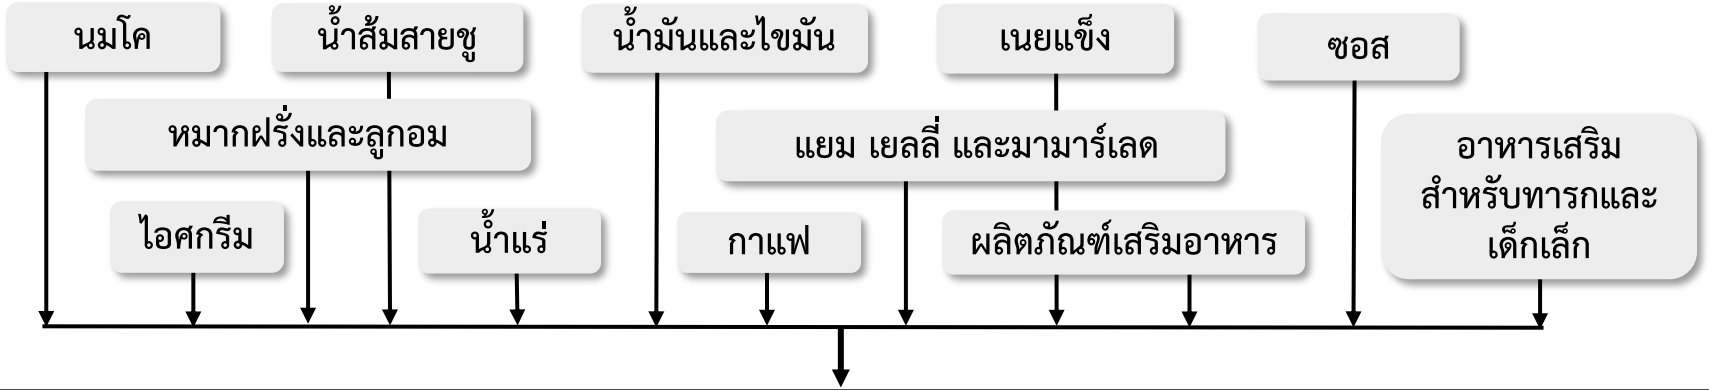 นมโค
น้ำส้มสายชู
น้ำมันและไขมัน
เนยแข็ง
ซอส
หมากฝรั่งและลูกอม
แยม เยลลี่ และมามาร์เลด
อาหารเสริม
สำหรับทารกและ
เด็กเล็ก
ไอศกรีม
น้ำแร่
กาแฟ
ผลิตภัณฑ์เสริมอาหาร